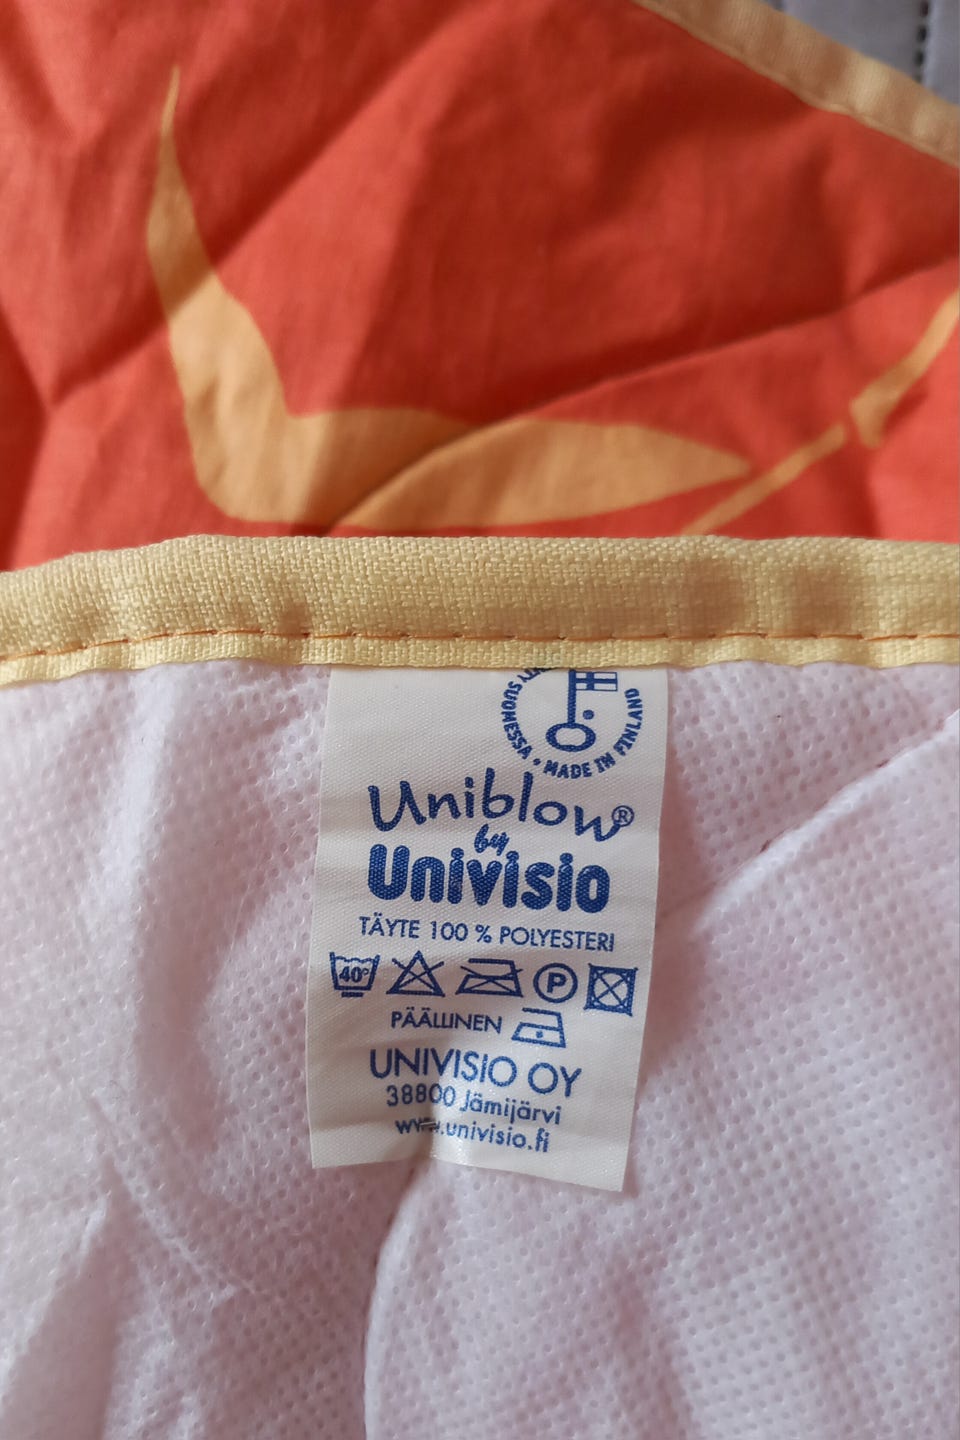 SUOMESSA • MADE IN FINLAND
Uniblow®
by
Univisio
TÄYTE 100 % POLYESTERI
40° P
PÄÄLLINEN
UNIVISIO OY
38800 Jämijärvi
www.univisio.fi